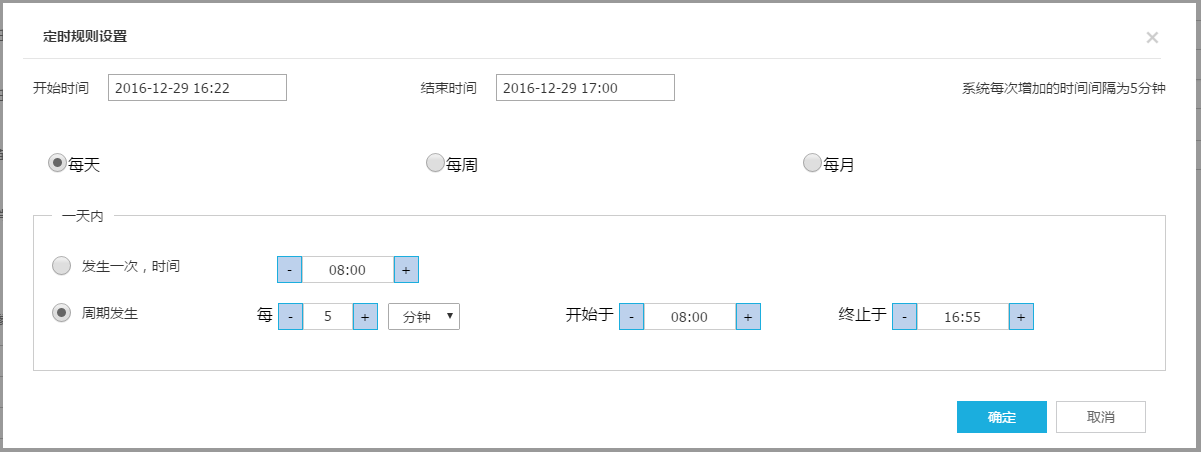 定时规则设置 ×
开始时间 2016-12-29 16:22 结束时间 2016-12-29 17:00 系统每次增加的时间间隔为5分钟
每天 每周 每月
一天内
发生一次，时间 - 08:00 +
周期发生 每 - 5 + 分钟 开始于 - 08:00 + 终止于 - 16:55 +
确定 取消